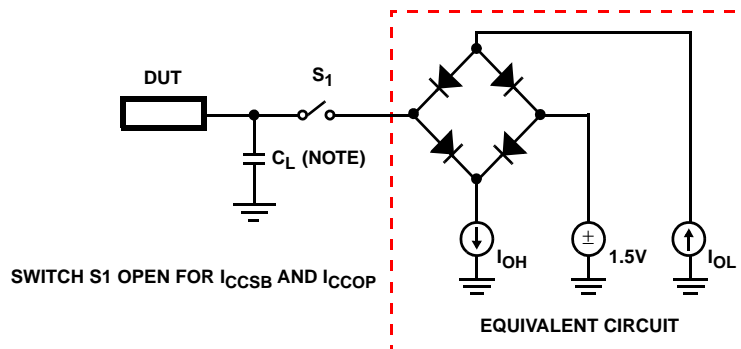 DUT
S1
CL (NOTE)
IOH
±
1.5V
IOL
SWITCH S1 OPEN FOR ICCSB AND ICCOP
EQUIVALENT CIRCUIT